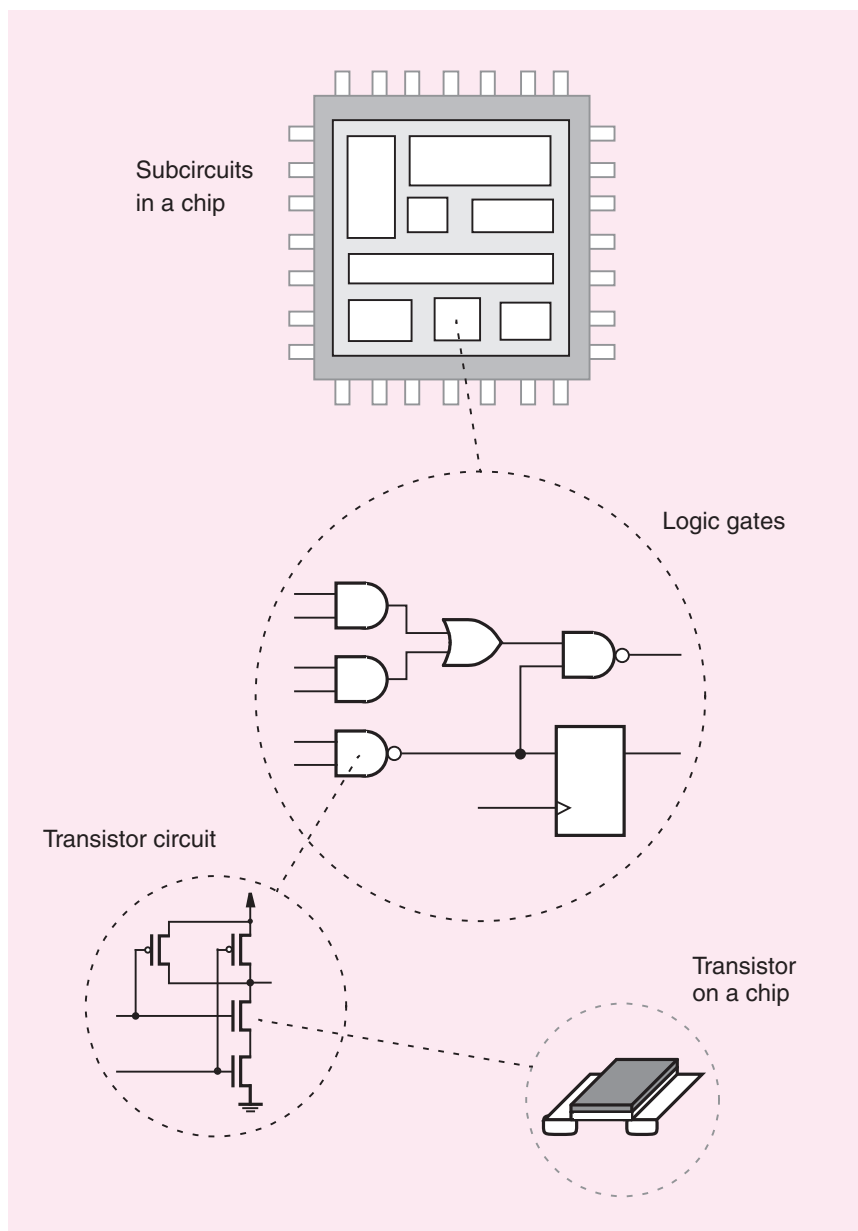 Subcircuits
in a chip
Logic gates
Transistor circuit
Transistor
on a chip